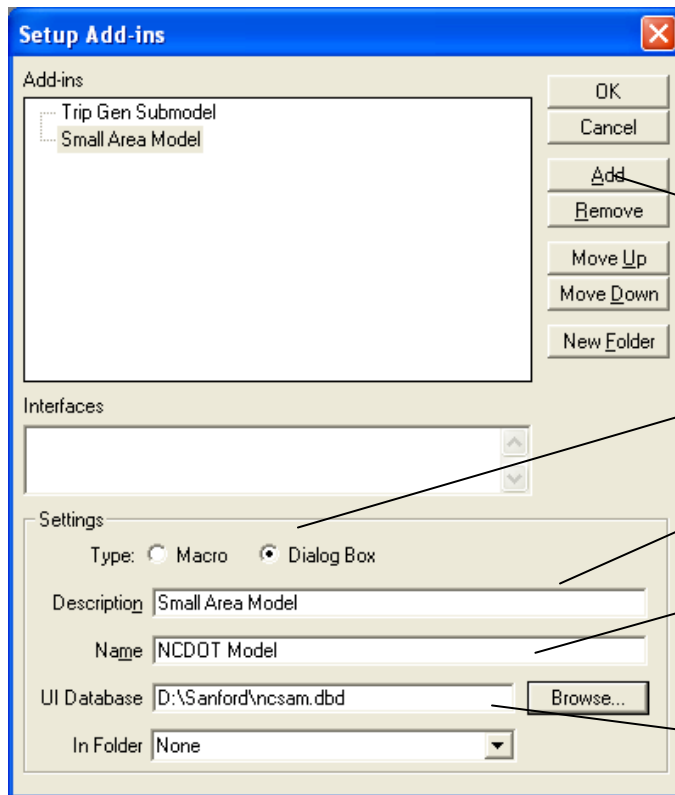 Setup Add-ins
Add-ins
Trip Gen Submodel
Small Area Model
OK
Cancel
Add
Remove
Move Up
Move Down
New Folder
Interfaces
Settings
Type: Macro Dialog Box
Description Small Area Model
Name NCDOT Model
UI Database D:\Sanford\ncsam.dbd Browse...
In Folder None